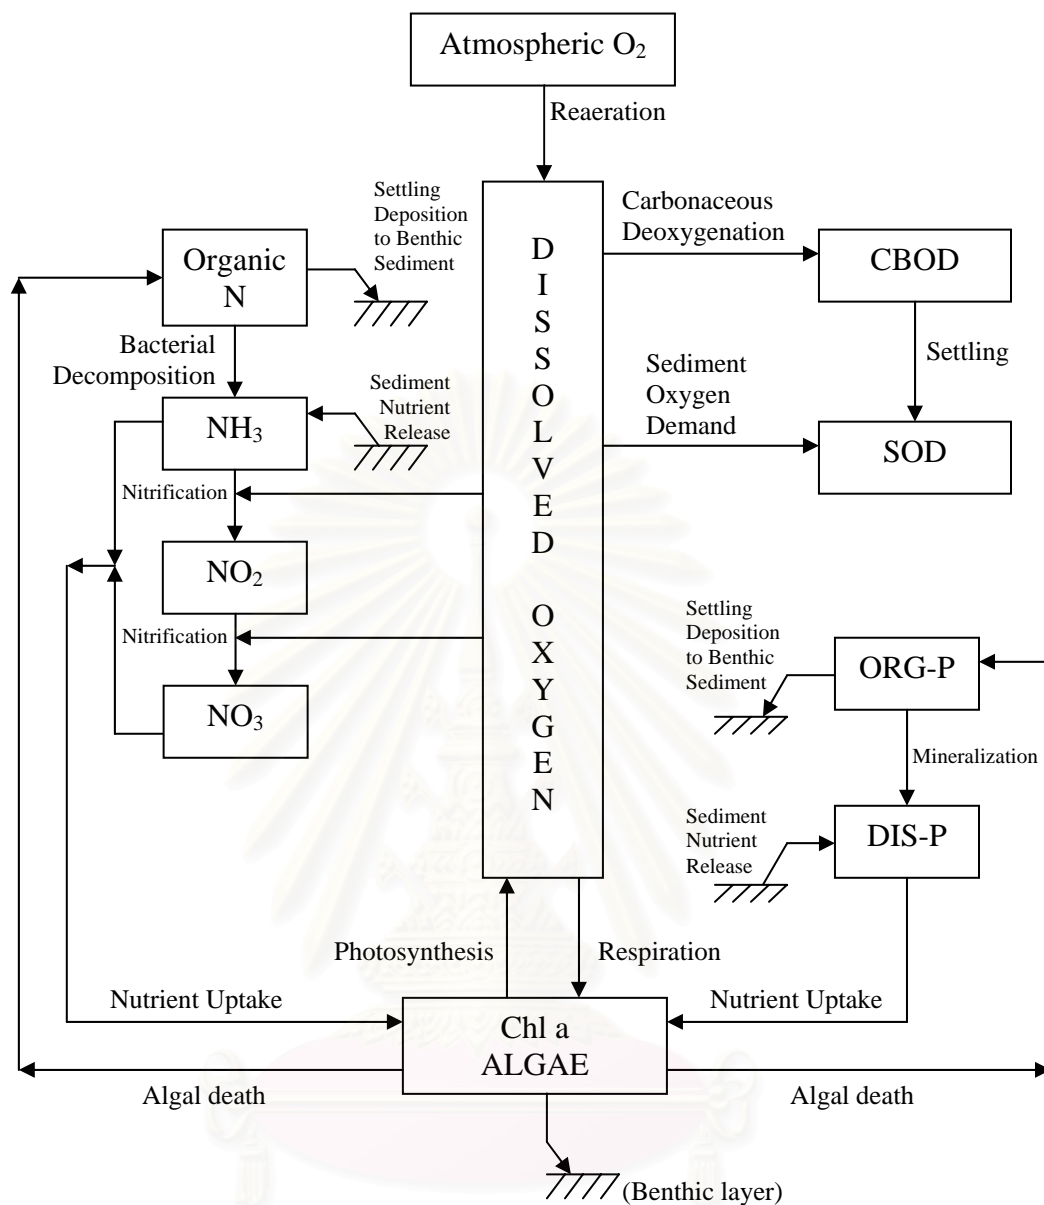 Atmospheric O₂
Reaeration
Settling
Deposition
to Benthic
Sediment
Carbonaceous
Deoxygenation
Organic
N
CBOD
D
I
S
S
O
L
V
E
D
O
X
Y
G
E
N
Bacterial
Decomposition
Settling
Sediment
Nutrient
Release
Sediment
Oxygen
Demand
NH₃
SOD
Nitrification
NO₂
Nitrification
NO₃
Settling
Deposition
to Benthic
Sediment
ORG-P
Mineralization
Sediment
Nutrient
Release
DIS-P
Photosynthesis
Respiration
Nutrient Uptake
Nutrient Uptake
Chl a
ALGAE
Algal death
Algal death
(Benthic layer)